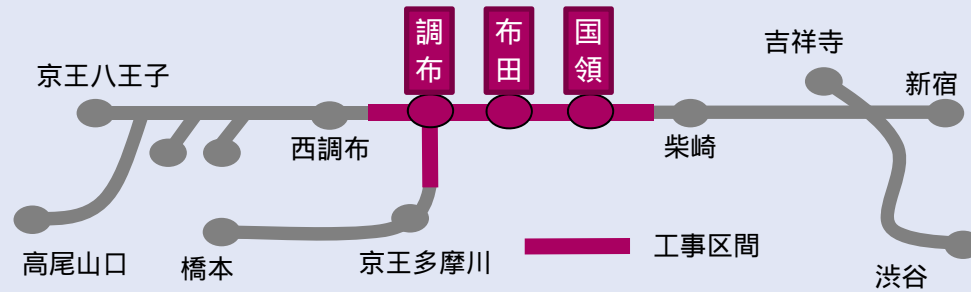 調布
布田
国領
吉祥寺
京王八王子
新宿
西調布
柴崎
高尾山口
橋本
京王多摩川
工事区間
渋谷